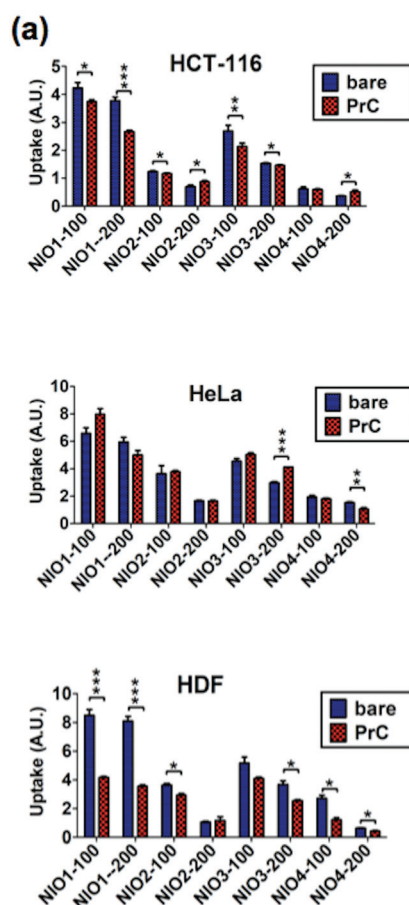 (a)
HCT-116
bare
PrC
Uptake (A.U.)
5
4
3
2
1
0
*
***
*
*
**
*
*
NIO1-100
NIO1--200
NIO2-100
NIO2-200
NIO3-100
NIO3-200
NIO4-100
NIO4-200
HeLa
bare
PrC
Uptake (A.U.)
10
8
6
4
2
0
***
**
NIO1-100
NIO1--200
NIO2-100
NIO2-200
NIO3-100
NIO3-200
NIO4-100
NIO4-200
HDF
bare
PrC
Uptake (A.U.)
10
8
6
4
2
0
***
***
*
*
*
*
NIO1-100
NIO1--200
NIO2-100
NIO2-200
NIO3-100
NIO3-200
NIO4-100
NIO4-200